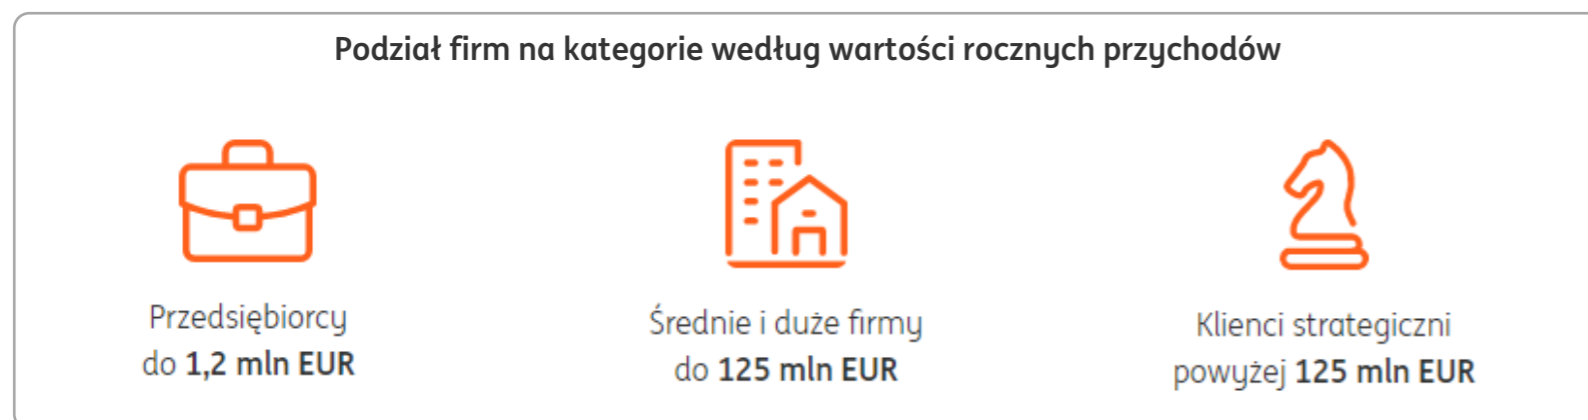 Podział firm na kategorie według wartości rocznych przychodów
Przedsiębiorcy
do 1,2 mln EUR
Średnie i duże firmy
do 125 mln EUR
Klienci strategiczni
powyżej 125 mln EUR